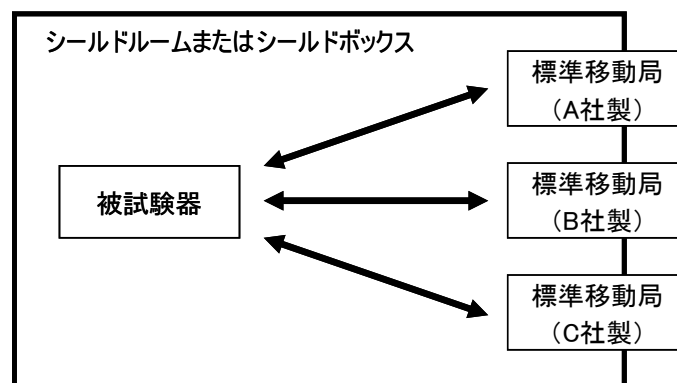 シールドルームまたはシールドボックス
標準移動局
（A社製）
被試験器
標準移動局
（B社製）
標準移動局
（C社製）